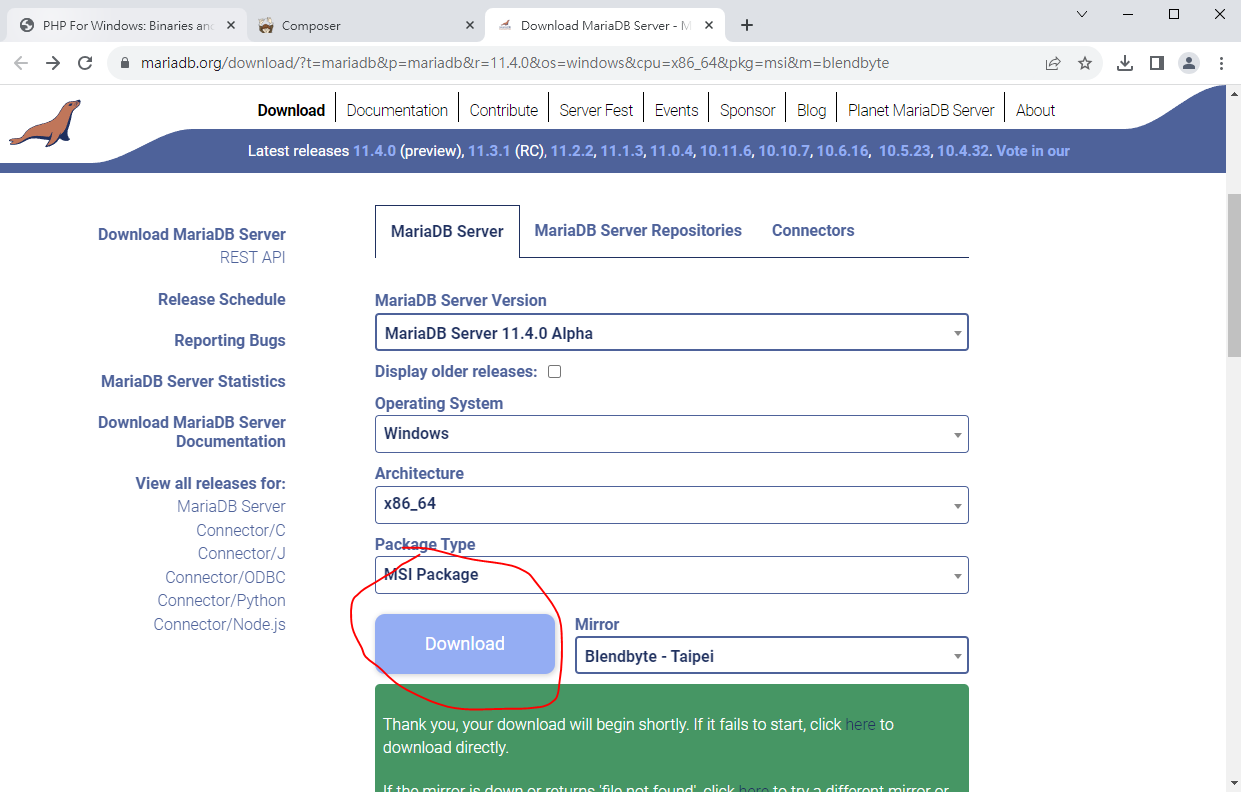 PHP For Windows: Binaries and
Composer
Download MariaDB Server - M
mariadb.org/download/?t=mariadb&p=mariadb&r=11.4.0&os=windows&cpu=x86_64&pkg=msi&m=blendbyte
Download Documentation Contribute Server Fest Events Sponsor Blog Planet MariaDB Server About
Latest releases 11.4.0 (preview), 11.3.1 (RC), 11.2.2, 11.1.3, 11.0.4, 10.11.6, 10.10.7, 10.6.16, 10.5.23, 10.4.32. Vote in our
Download MariaDB Server
REST API
Release Schedule
Reporting Bugs
MariaDB Server Statistics
Download MariaDB Server
Documentation
View all releases for:
MariaDB Server
Connector/C
Connector/J
Connector/ODBC
Connector/Python
Connector/Node.js
MariaDB Server MariaDB Server Repositories Connectors
MariaDB Server Version
MariaDB Server 11.4.0 Alpha
Display older releases:
Operating System
Windows
Architecture
x86_64
Package Type
MSI Package
Download
Mirror
Blendbyte - Taipei
Thank you, your download will begin shortly. If it fails to start, click here to
download directly.
If the mirror is down or returns 'file not found', click here to try a different mirror or